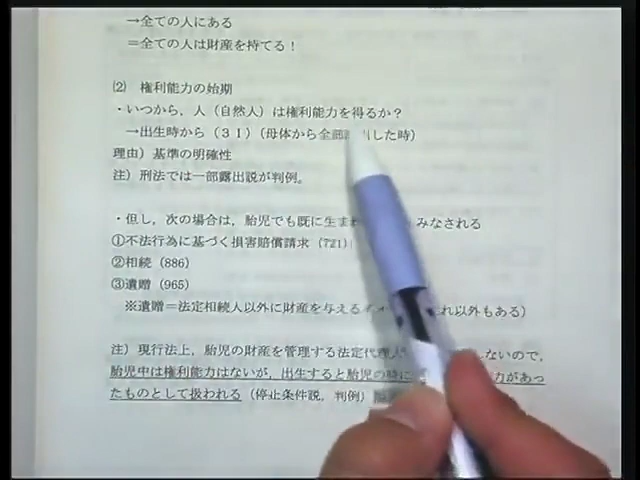 →全ての人にある
＝全ての人は財産を持てる！
⑵　権利能力の始期
・いつから，人（自然人）は権利能力を得るか？
→出生時から（３１）（母体から全部 した時）
理由）基準の明確性
注）刑法では一部露出説が判例。
・但し，次の場合は，胎児でも既に生ま みなされる
①不法行為に基づく損害賠償請求（721）
②相続（886）
③遺贈（965）
※遺贈＝法定相続人以外に財産を与える 以外もある）
注）現行法上，胎児の財産を管理する法定代理人 しないので，
胎児中は権利能力はないが，出生すると胎児の時に 力があっ
たものとして扱われる（停止条件説，判例）